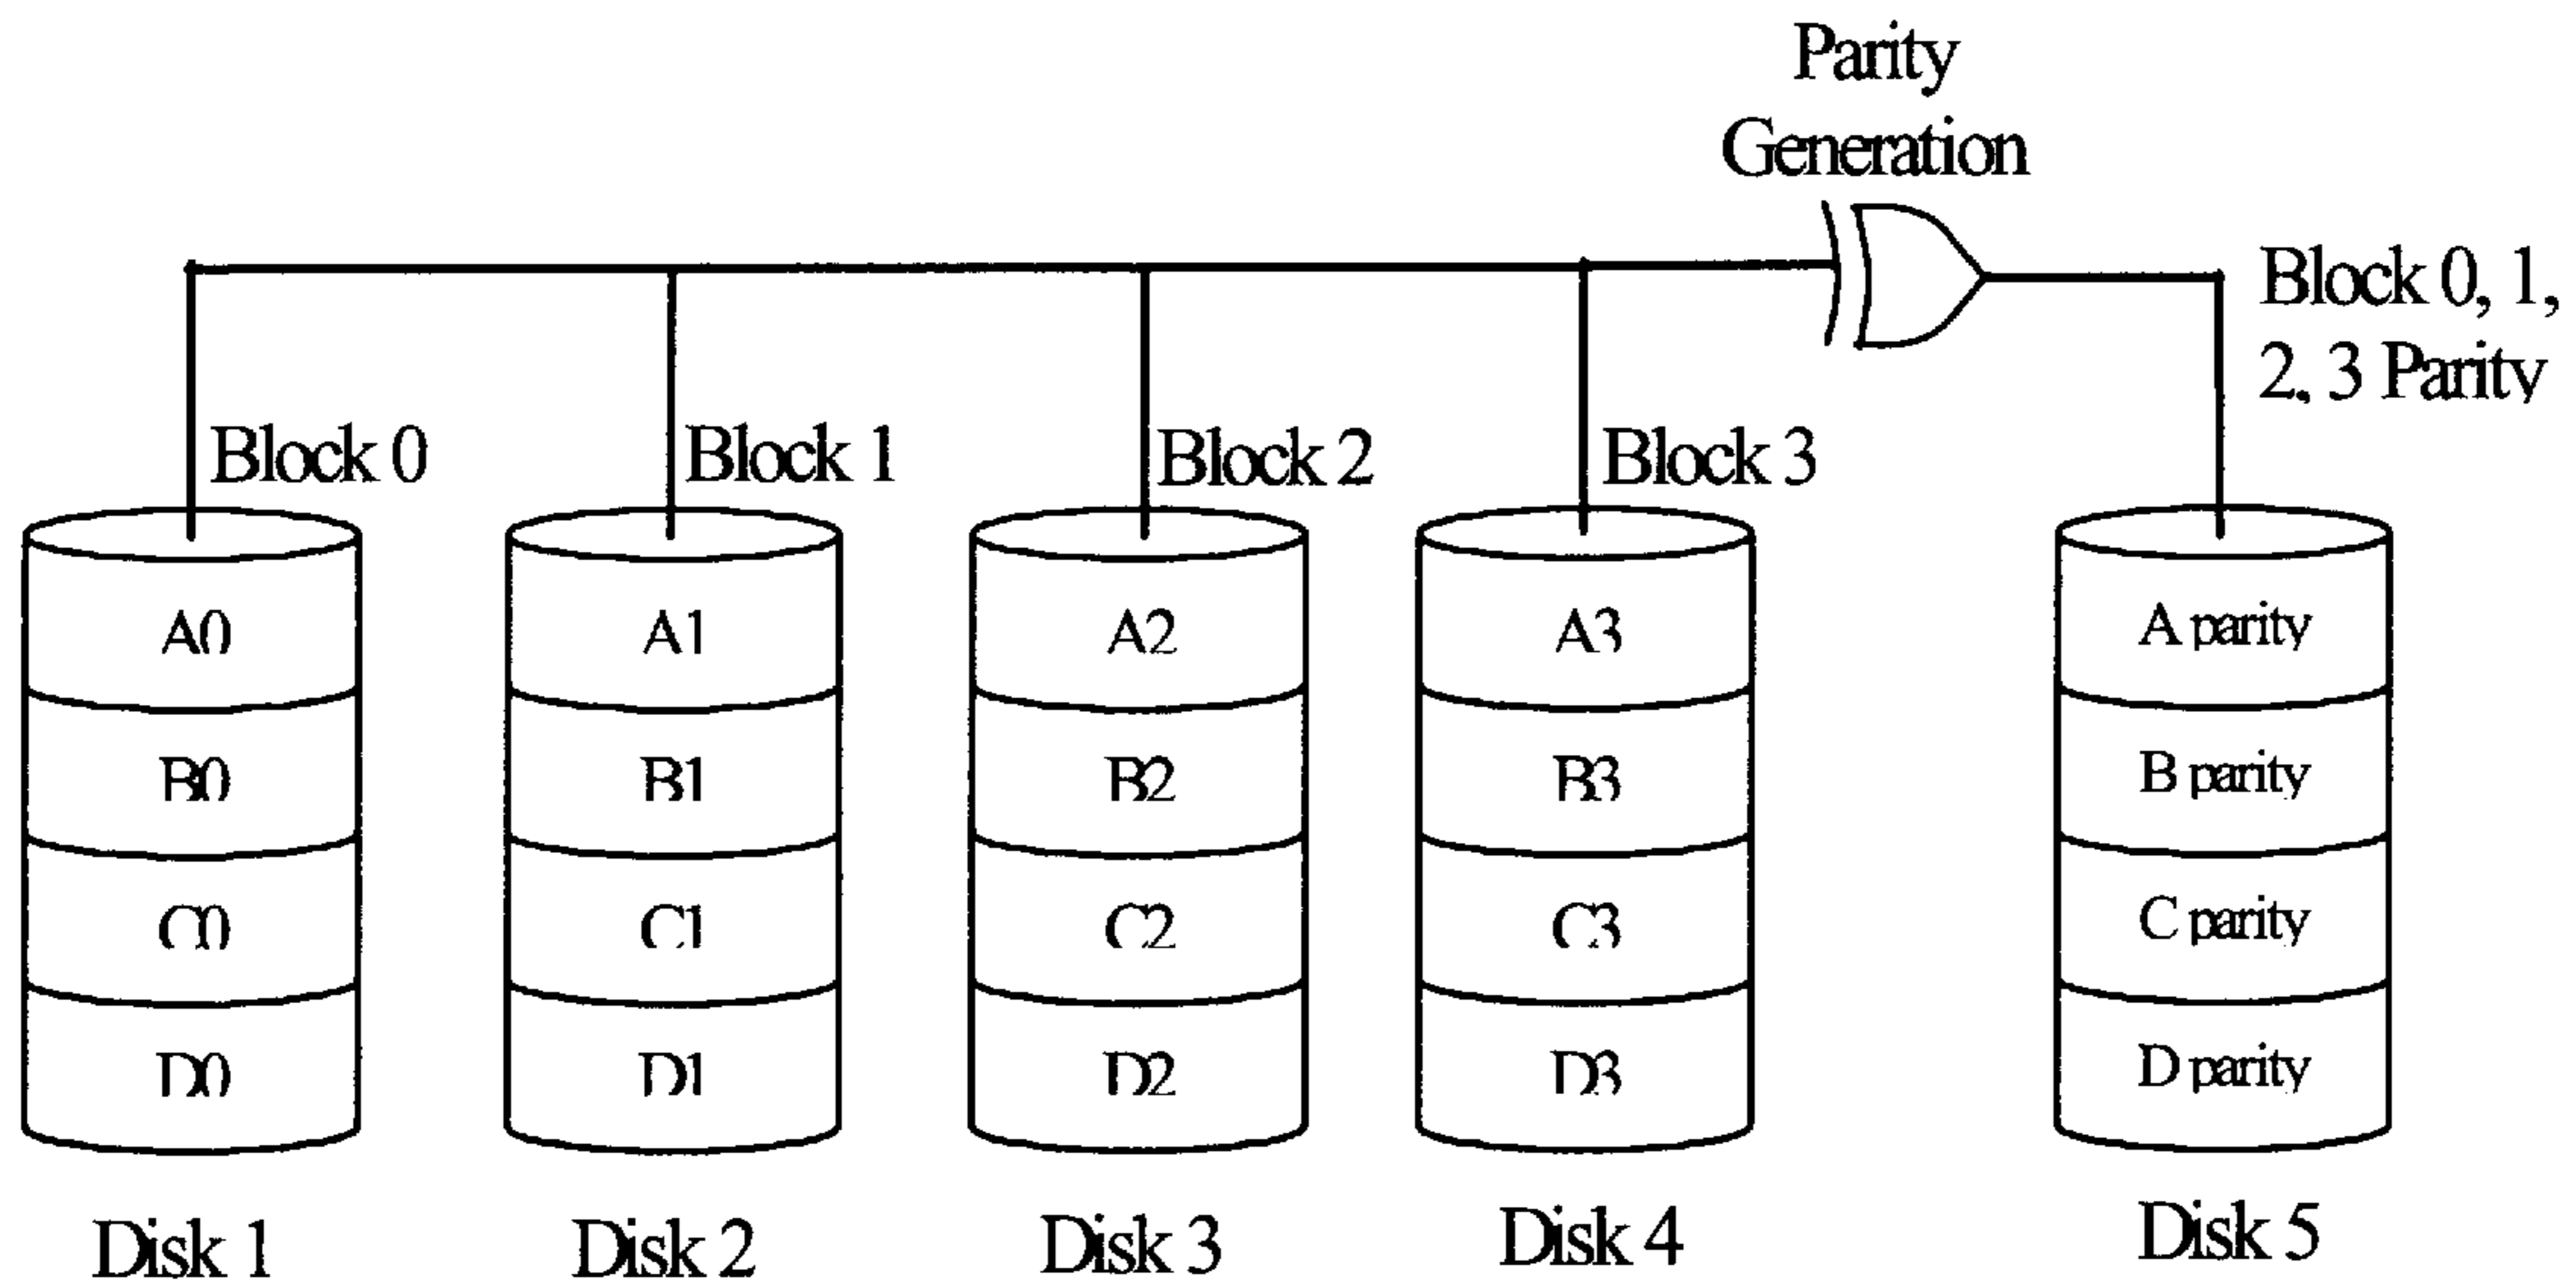 Parity
Generation
Block 0, 1,
2, 3 Parity
Block 0
Block 1
Block 2
Block 3
A0
A1
A2
A3
A parity
B0
B1
B2
B3
B parity
C0
C1
C2
C3
C parity
D0
D1
D2
D3
D parity
Disk 1
Disk 2
Disk 3
Disk 4
Disk 5